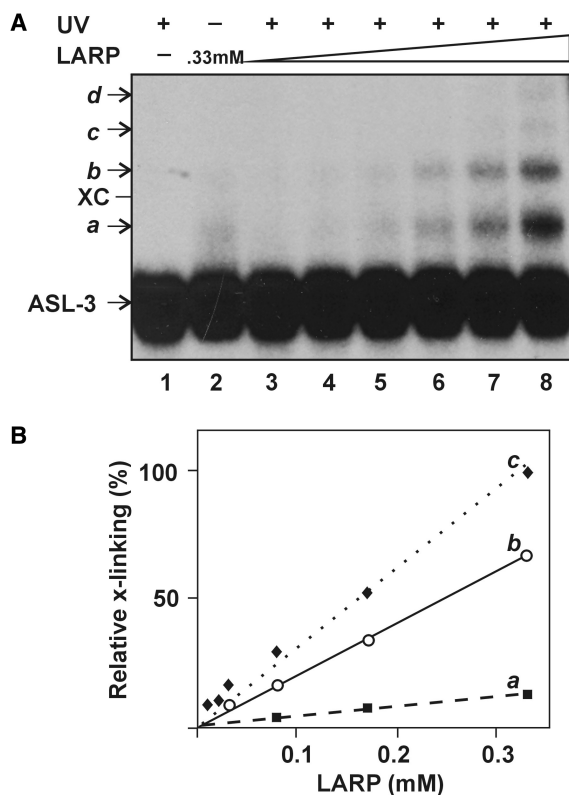 A
UV + − + + + + + +
LARP − .33mM
d
c
b
XC
a
ASL-3
1 2 3 4 5 6 7 8
B
Relative x-linking (%)
100
50
c
b
a
0.1 0.2 0.3
LARP (mM)